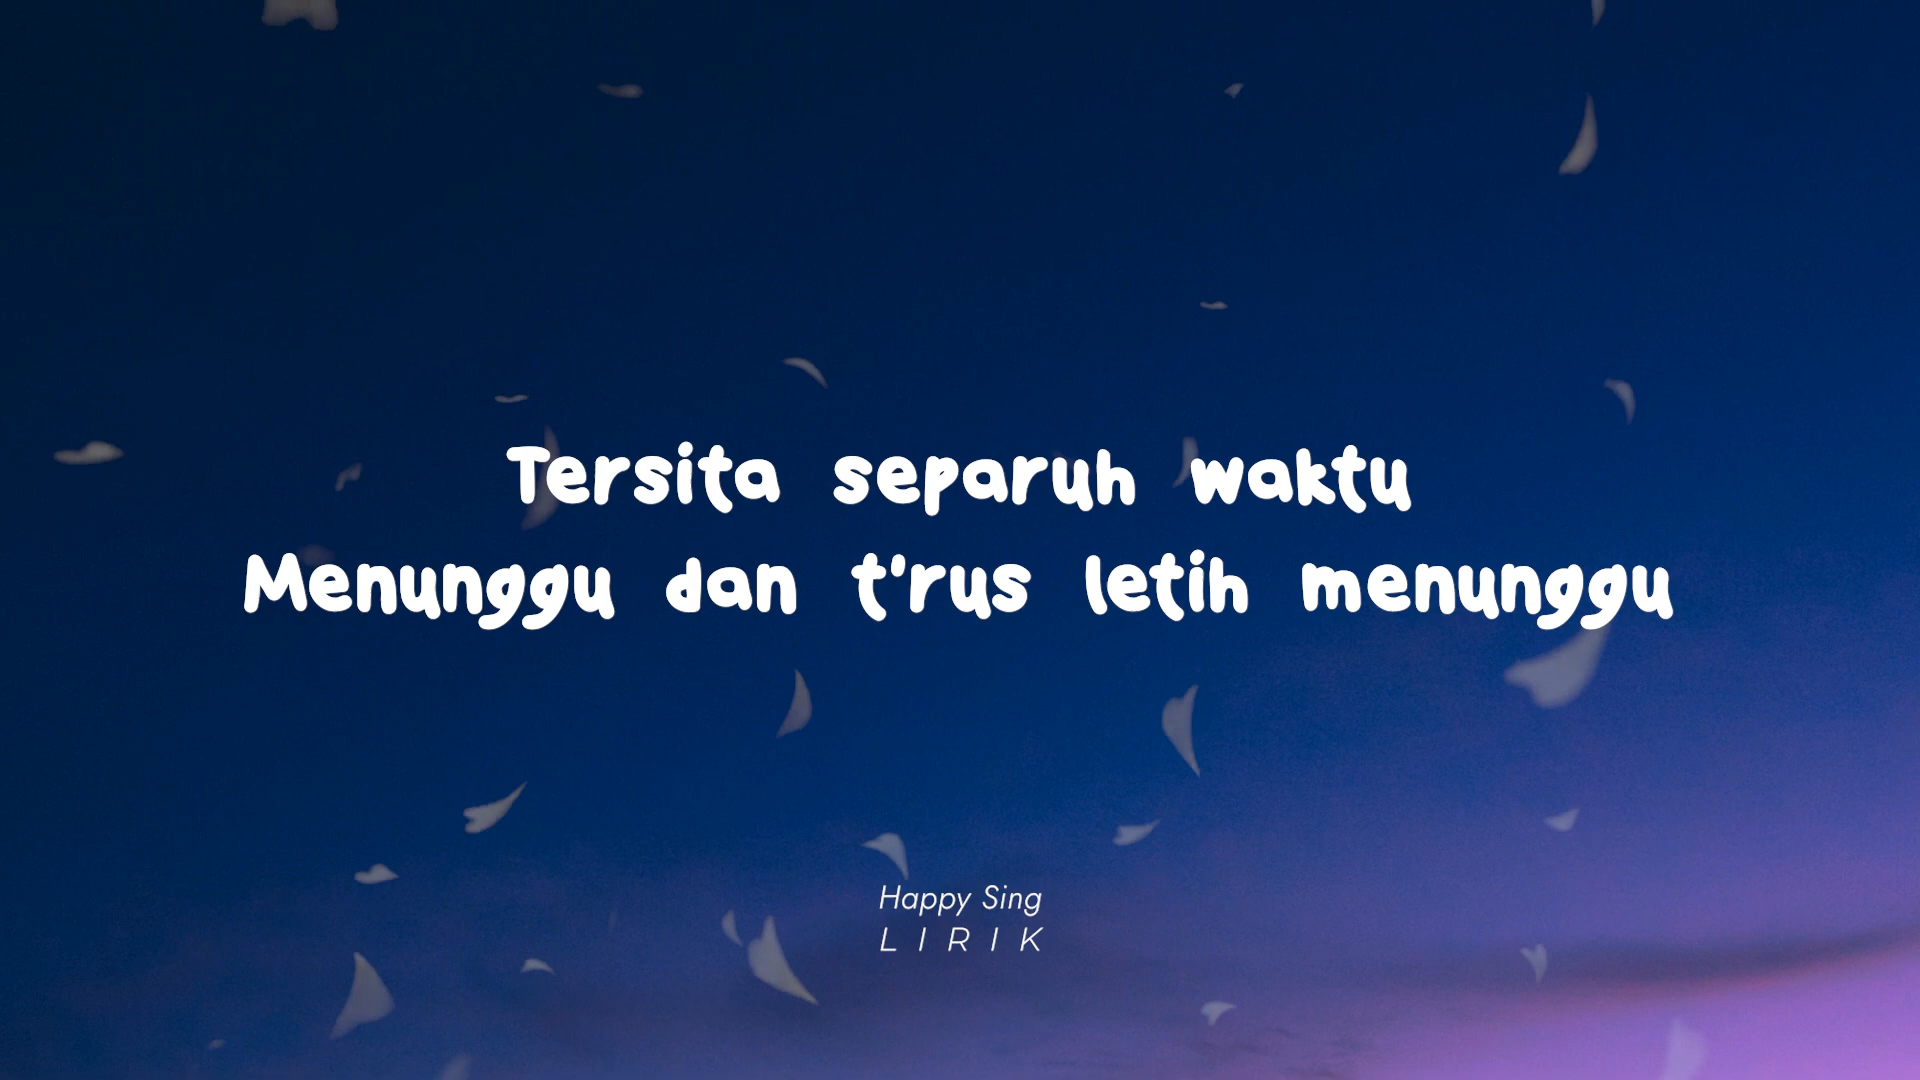 Tersita separuh waktu
Menunggu dan t'rus letih menunggu
Happy Sing
LIRIK